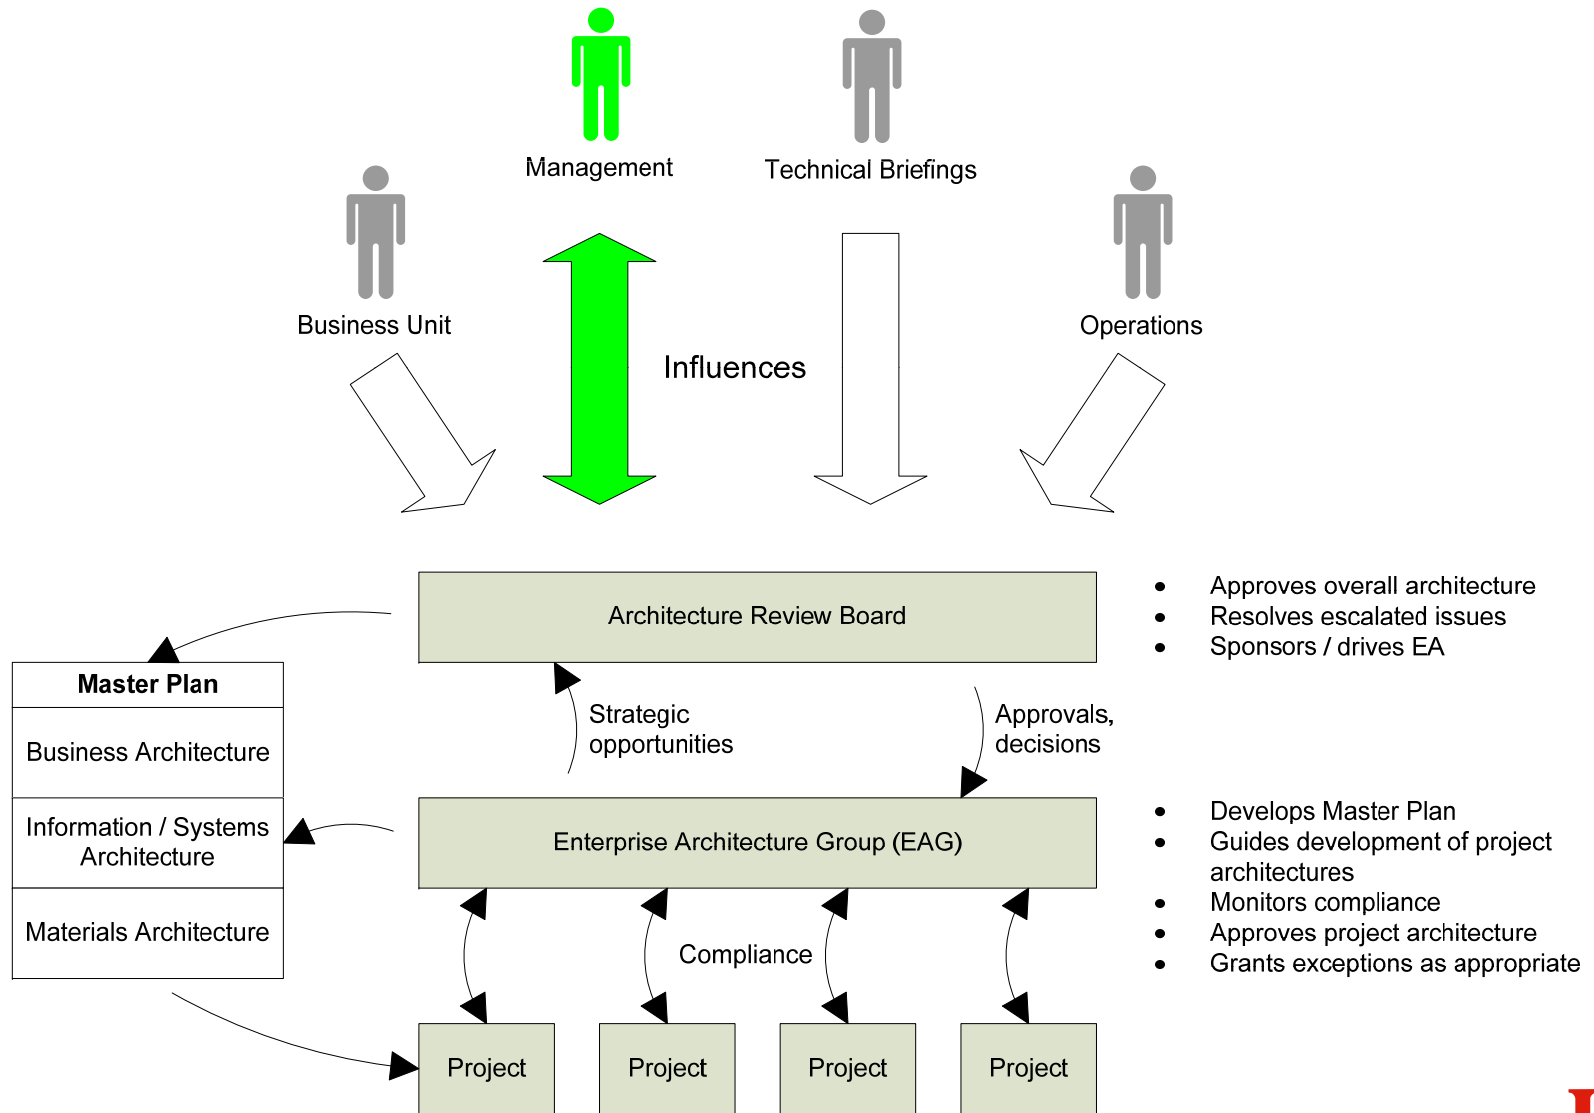 Management
Technical Briefings
Business Unit
Operations
Influences
Architecture Review Board
• Approves overall architecture
• Resolves escalated issues
• Sponsors / drives EA
Master Plan
Business Architecture
Information / Systems
Architecture
Materials Architecture
Strategic
opportunities
Approvals,
decisions
Enterprise Architecture Group (EAG)
• Develops Master Plan
• Guides development of project
architectures
• Monitors compliance
• Approves project architecture
• Grants exceptions as appropriate
Compliance
Project
Project
Project
Project